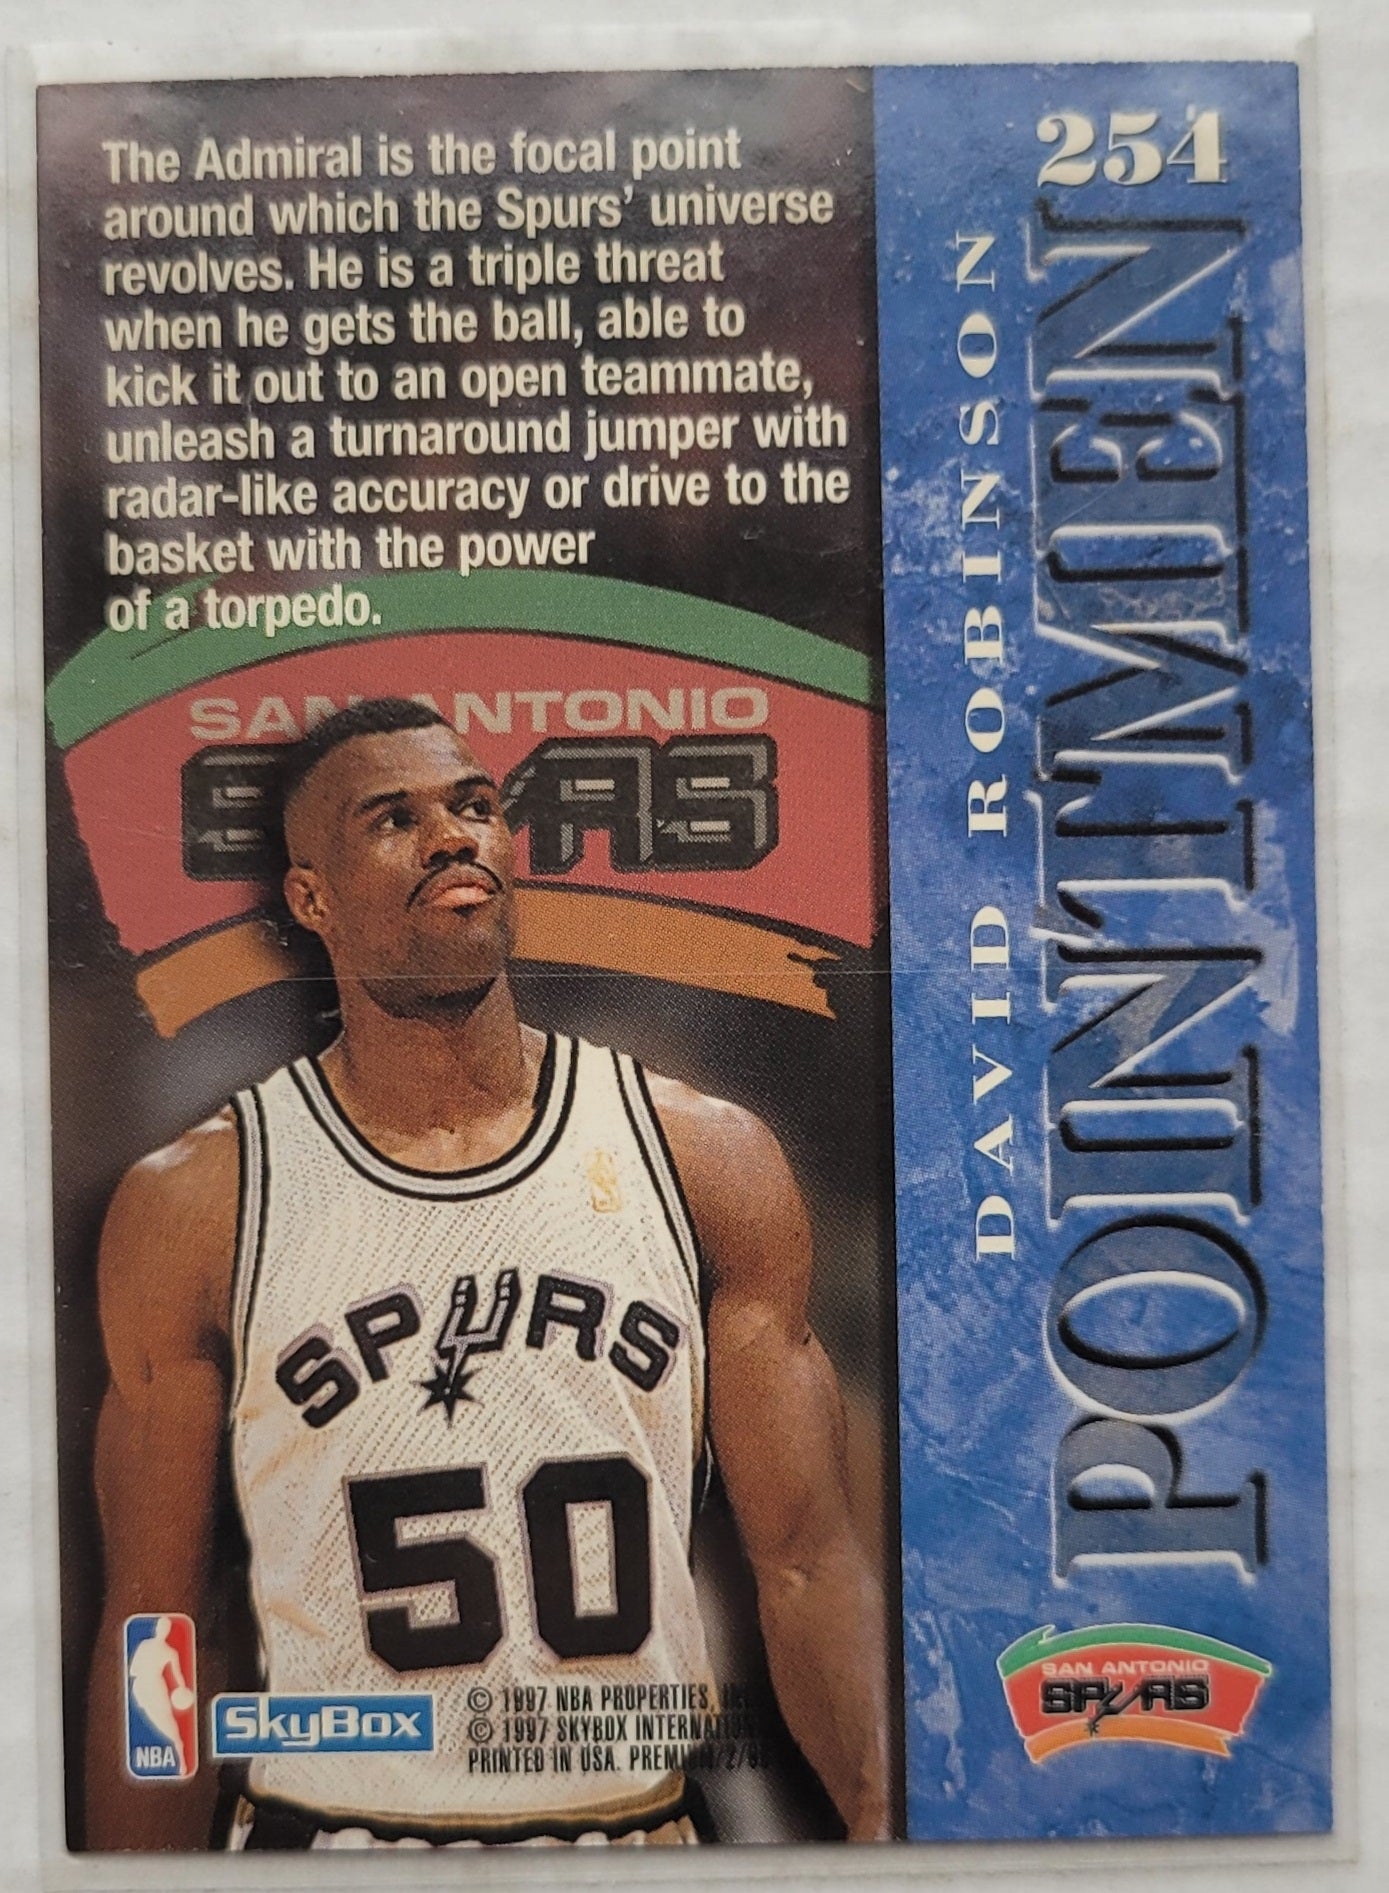 The Admiral is the focal point
around which the Spurs' universe
revolves. He is a triple threat
when he gets the ball, able to
kick it out to an open teammate,
unleash a turnaround jumper with
radar-like accuracy or drive to the
basket with the power
of a torpedo.
254
DAVID ROBINSON
POINT MEN
SAN ANTONIO
SPURS
SPURS
50
NBA
SkyBox
© 1997 NBA PROPERTIES,
© 1997 SKYBOX
PRINTED IN USA.
SAN ANTONIO
SPURS